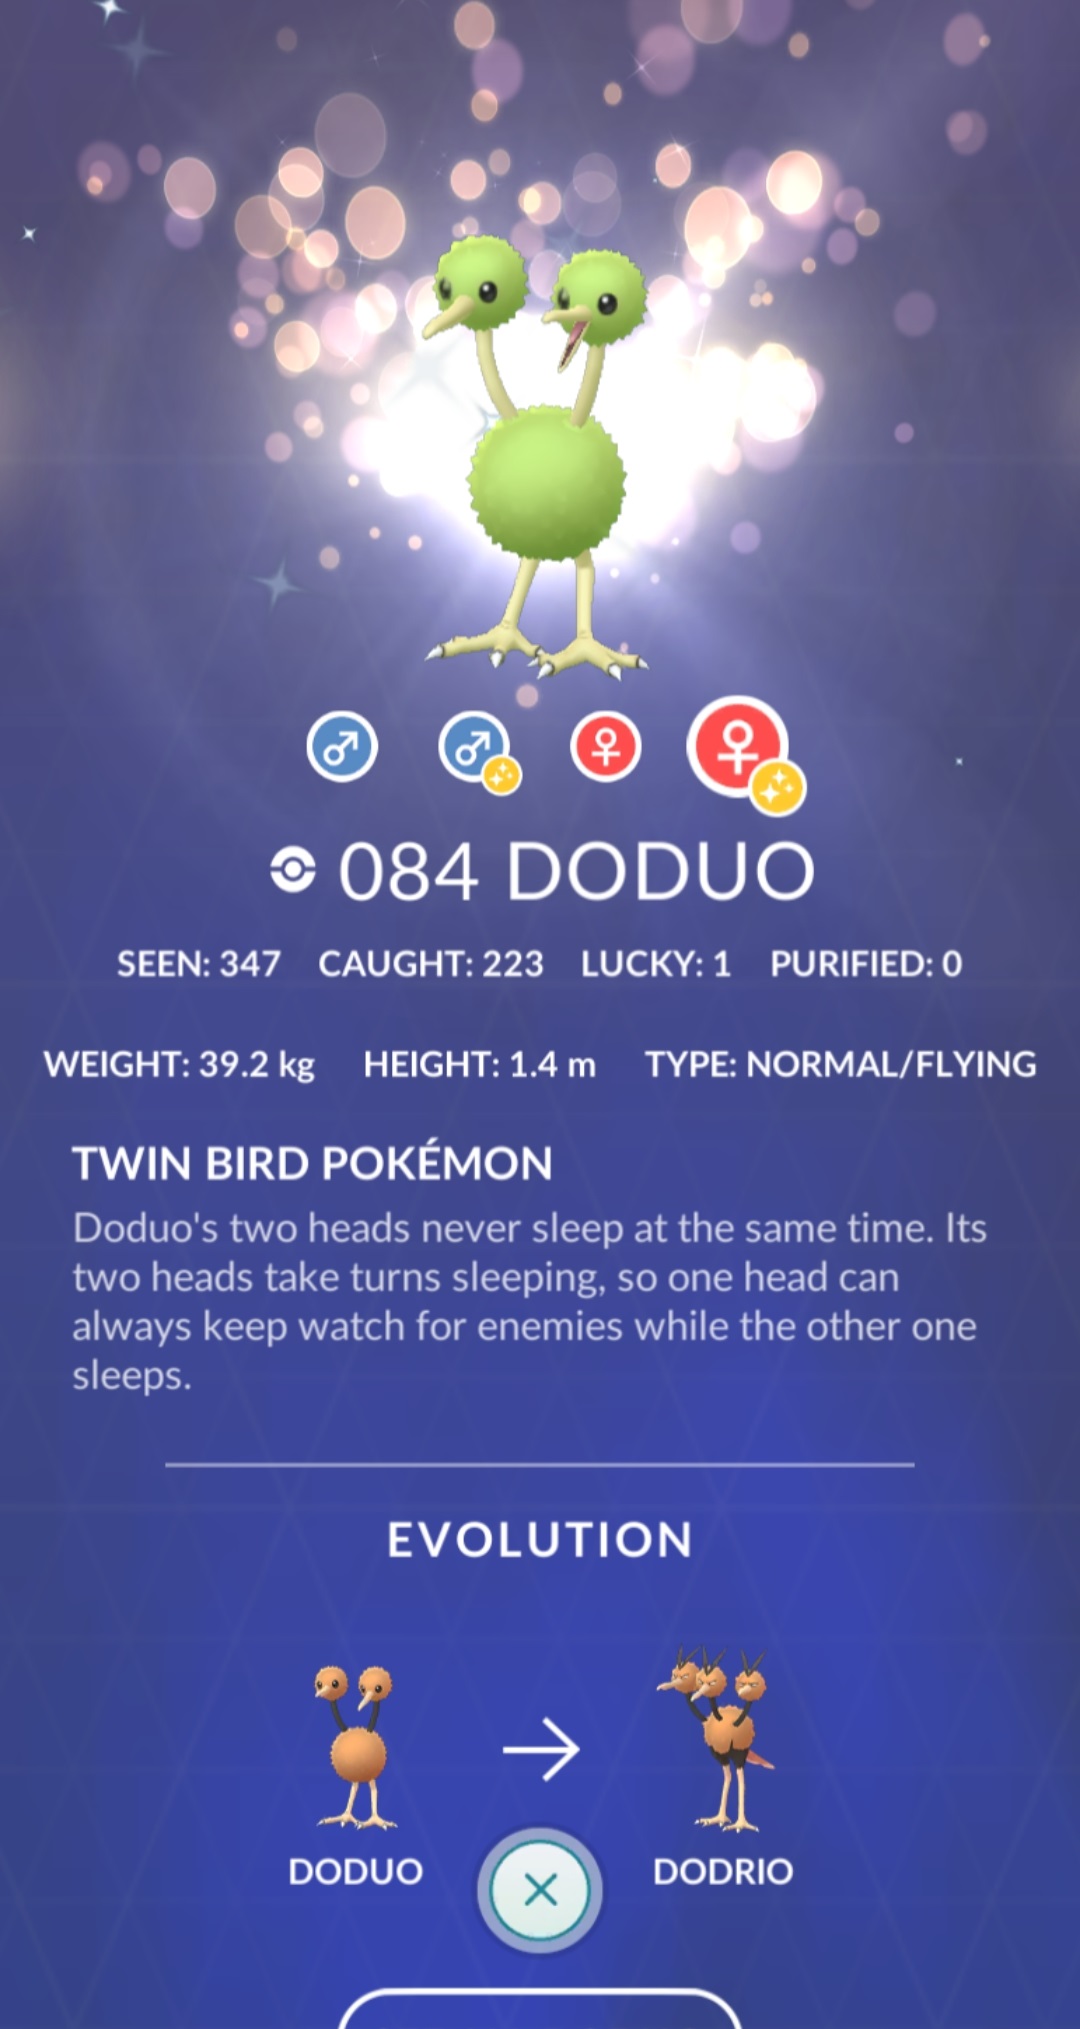 084 DODUO
SEEN: 347 CAUGHT: 223 LUCKY: 1 PURIFIED: 0
WEIGHT: 39.2 kg HEIGHT: 1.4 m TYPE: NORMAL/FLYING
TWIN BIRD POKÉMON
Doduo's two heads never sleep at the same time. Its
two heads take turns sleeping, so one head can
always keep watch for enemies while the other one
sleeps.
EVOLUTION
DODUO DODRIO